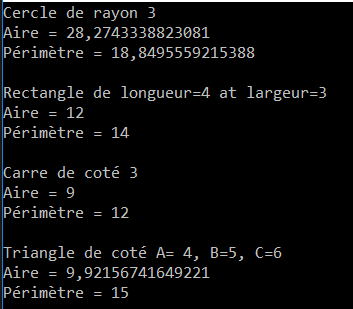 Cercle de rayon 3
Aire = 28,2743338823081
Périmètre = 18,8495559215388
Rectangle de longueur=4 at largeur=3
Aire = 12
Périmètre = 14
Carre de coté 3
Aire = 9
Périmètre = 12
Triangle de coté A= 4, B=5, C=6
Aire = 9,92156741649221
Périmètre = 15